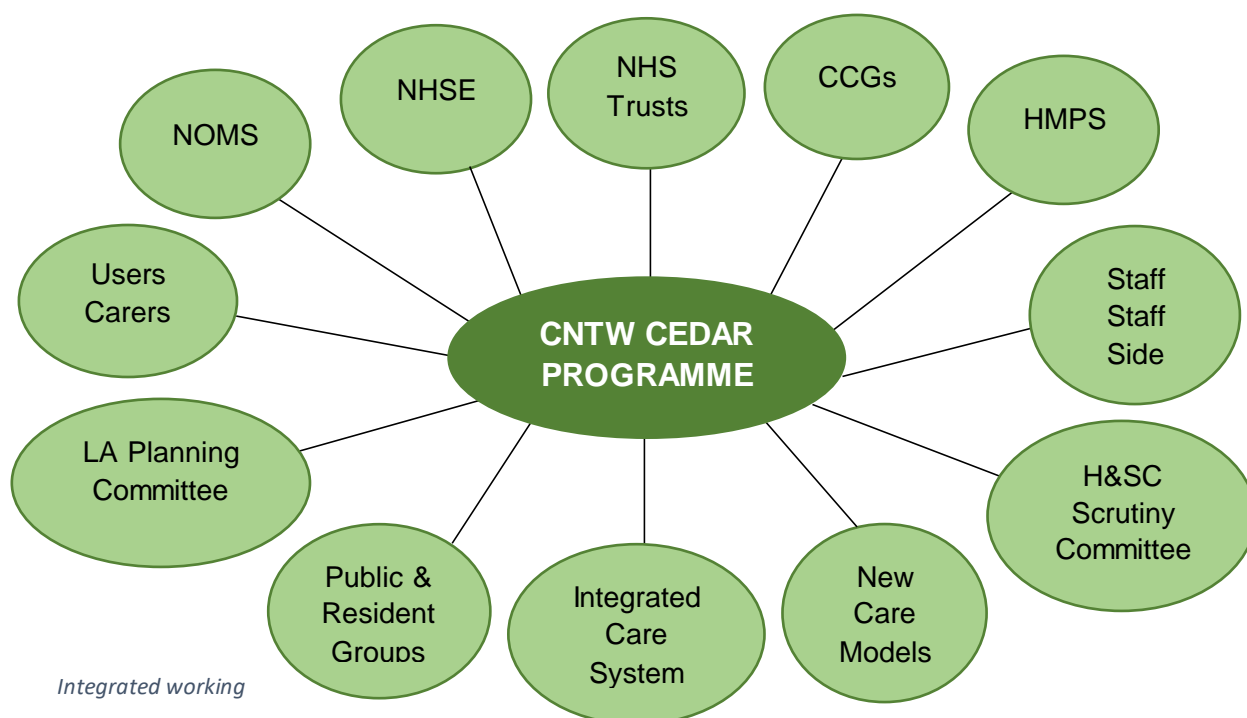 NHSE
NHS
Trusts
CCGs
NOMS
HMPS
Users
Carers
CNTW CEDAR
PROGRAMME
Staff
Staff
Side
LA Planning
Committee
H&SC
Scrutiny
Committee
Public &
Resident
Groups
Integrated
Care
System
New
Care
Models
Integrated working